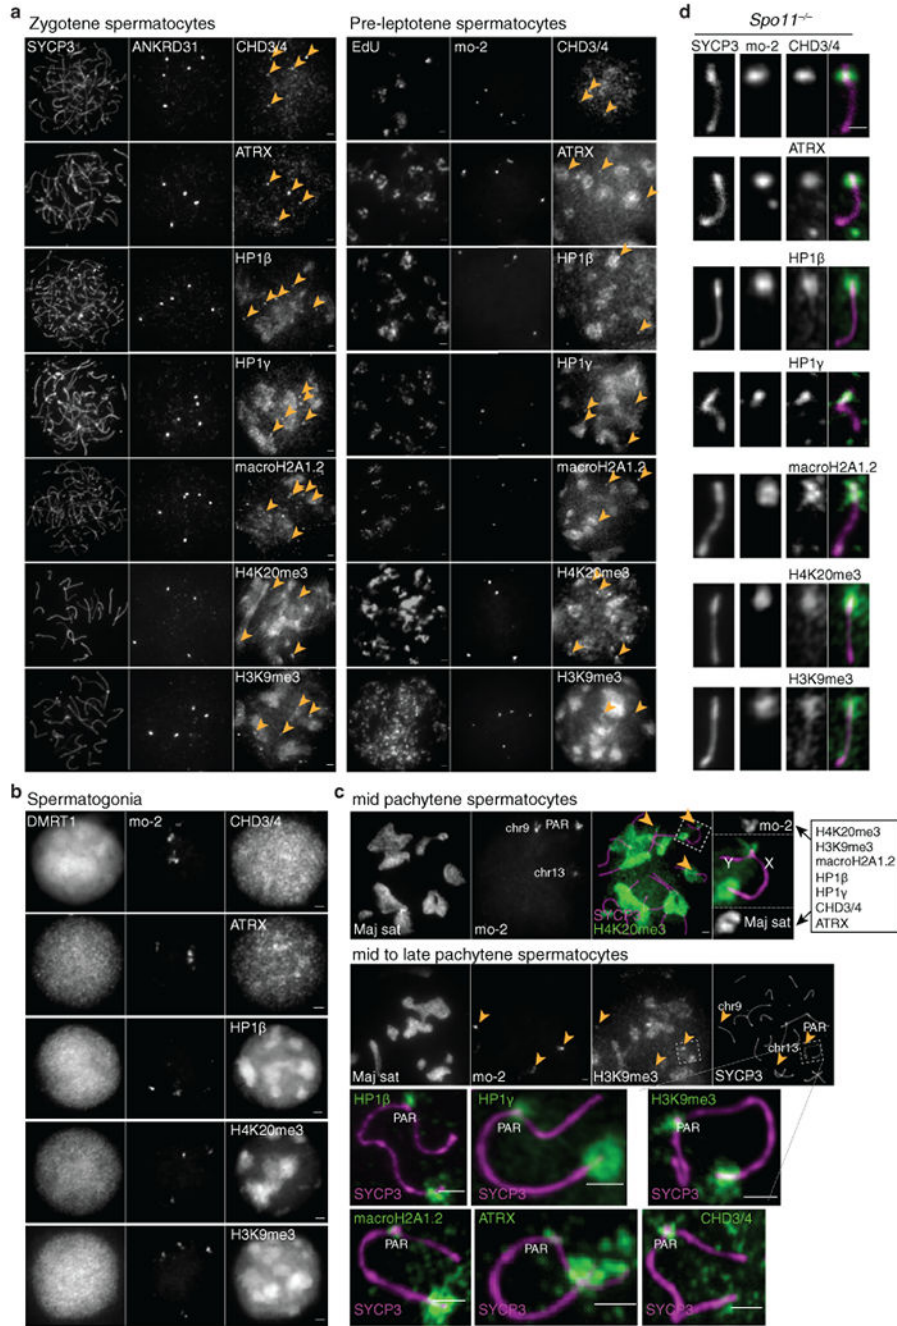 a
Zygotene spermatocytes
Pre-leptotene spermatocytes
SYCP3 ANKRD31 CHD3/4
EdU mo-2 CHD3/4
ATRX
ATRX
HP1β
HP1β
HP1γ
HP1γ
macroH2A1.2
macroH2A1.2
H4K20me3
H4K20me3
H3K9me3
H3K9me3
d
Spo11⁻/⁻
SYCP3 mo-2 CHD3/4
ATRX
HP1β
HP1γ
macroH2A1.2
H4K20me3
H3K9me3
b
Spermatogonia
DMRT1 mo-2 CHD3/4
ATRX
HP1β
H4K20me3
H3K9me3
c
mid pachytene spermatocytes
chr9 PAR
chr13
Maj sat
mo-2
SYCP3
H4K20me3
mo-2
Y X
Maj sat
H4K20me3
H3K9me3
macroH2A1.2
HP1β
HP1γ
CHD3/4
ATRX
mid to late pachytene spermatocytes
chr9
PAR
chr13
Maj sat
mo-2
H3K9me3
SYCP3
HP1β
PAR
SYCP3
HP1γ
PAR
SYCP3
H3K9me3
PAR
SYCP3
macroH2A1.2
PAR
SYCP3
ATRX
PAR
SYCP3
CHD3/4
PAR
SYCP3